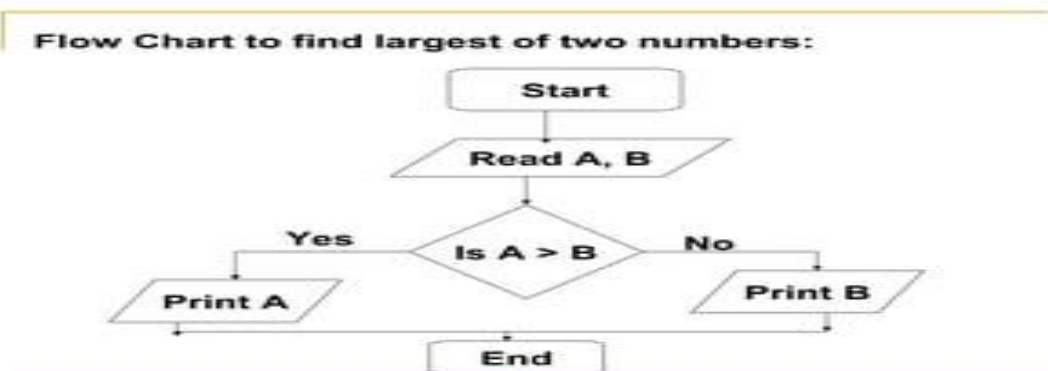 Flow Chart to find largest of two numbers:
Start
Read A, B
Is A > B
Yes
No
Print A
Print B
End